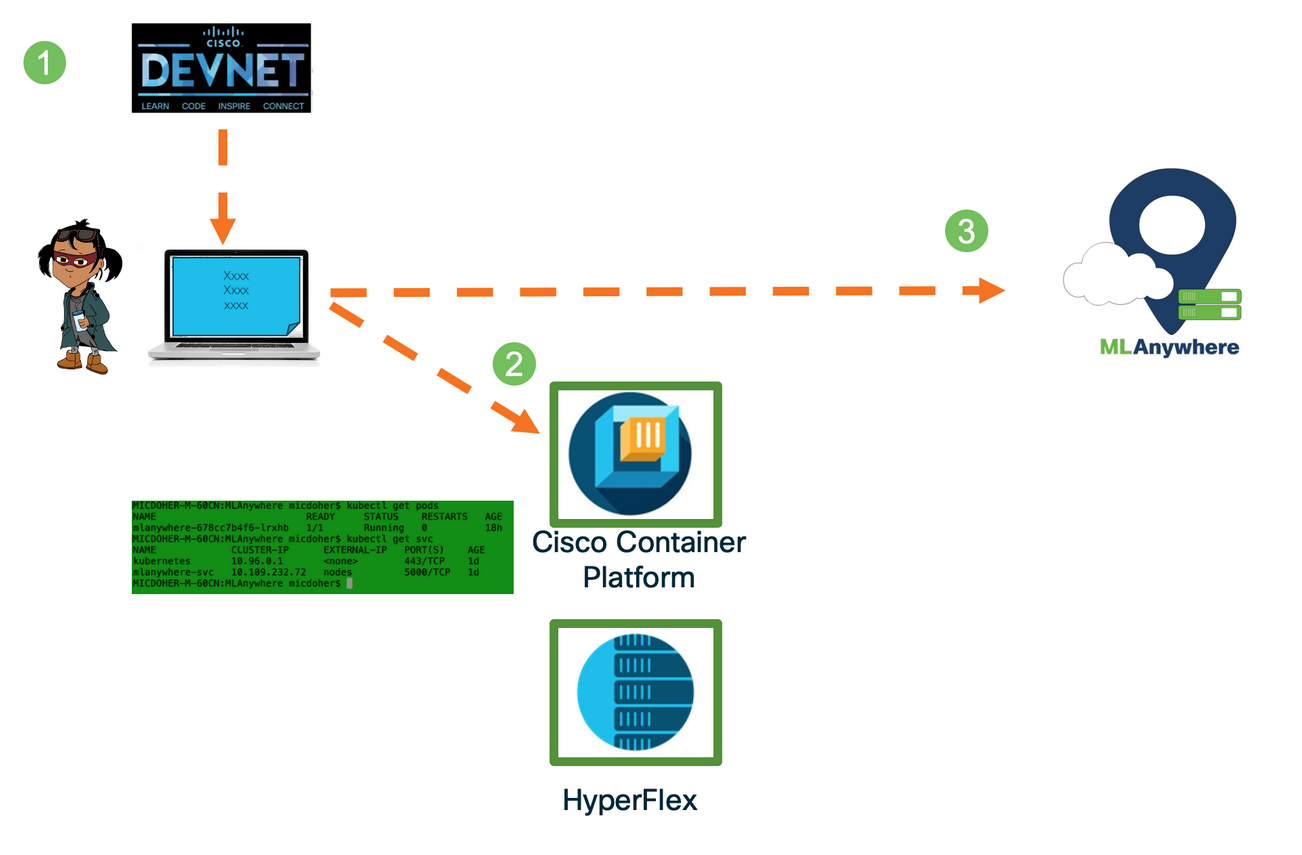 1
CISCO
DEVNET
LEARN CODE INSPIRE CONNECT
Xxxx
Xxxx
xxxx
3
MLAnywhere
2
MICDOHER-M-60CN:MLAnywhere micdoher$ kubectl get pods
NAME READY STATUS RESTARTS AGE
mlanywhere-678cc7b4f6-lrxhb 1/1 Running 0 18h
MICDOHER-M-60CN:MLAnywhere micdoher$ kubectl get svc
NAME CLUSTER-IP EXTERNAL-IP PORT(S) AGE
kubernetes 10.96.0.1 <none> 443/TCP 1d
mlanywhere-svc 10.109.232.72 nodes 5000/TCP 1d
MICDOHER-M-60CN:MLAnywhere micdoher$
Cisco Container
Platform
HyperFlex